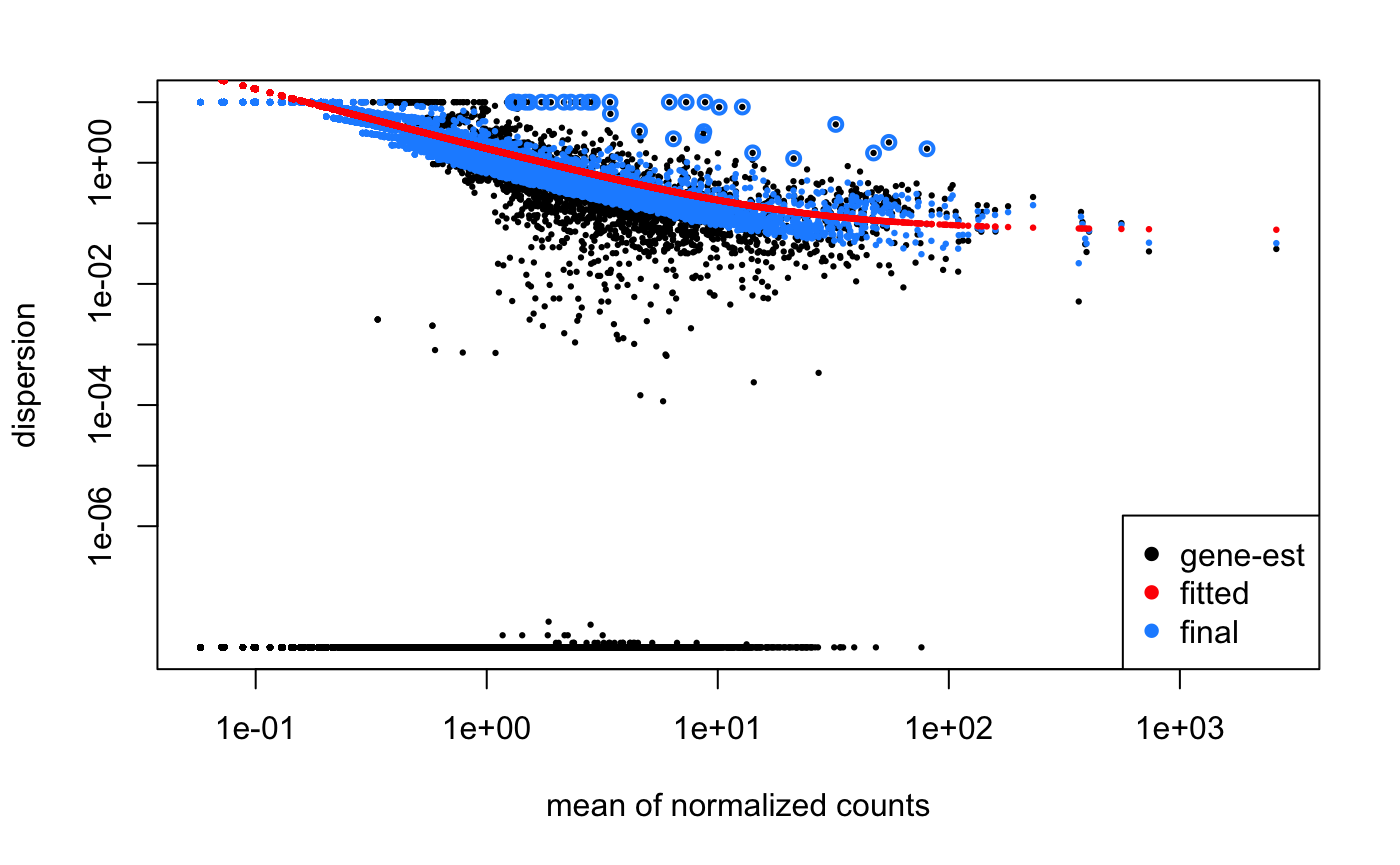 dispersion
1e+00
1e-02
1e-04
1e-06
gene-est
fitted
final
1e-01 1e+00 1e+01 1e+02 1e+03
mean of normalized counts